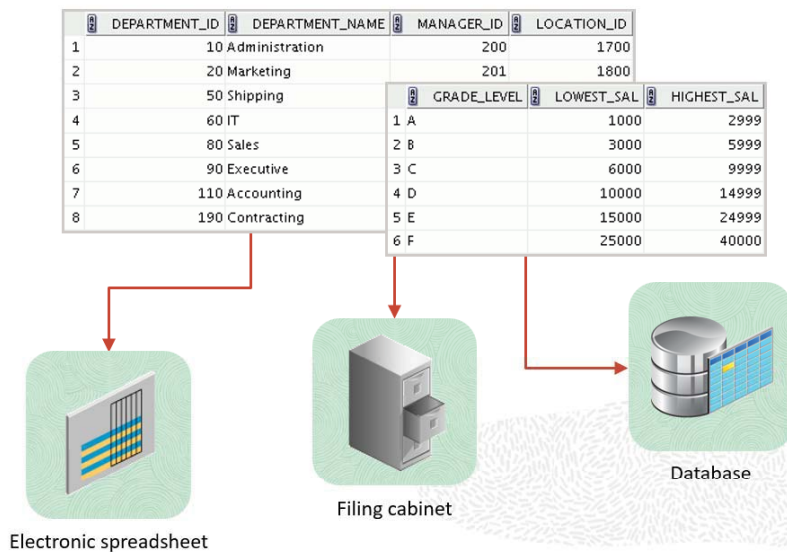 DEPARTMENT_ID DEPARTMENT_NAME MANAGER_ID LOCATION_ID
1 10 Administration 200 1700
2 20 Marketing 201 1800
3 50 Shipping
4 60 IT
5 80 Sales
6 90 Executive
7 110 Accounting
8 190 Contracting
GRADE_LEVEL LOWEST_SAL HIGHEST_SAL
1 A 1000 2999
2 B 3000 5999
3 C 6000 9999
4 D 10000 14999
5 E 15000 24999
6 F 25000 40000
Database
Filing cabinet
Electronic spreadsheet